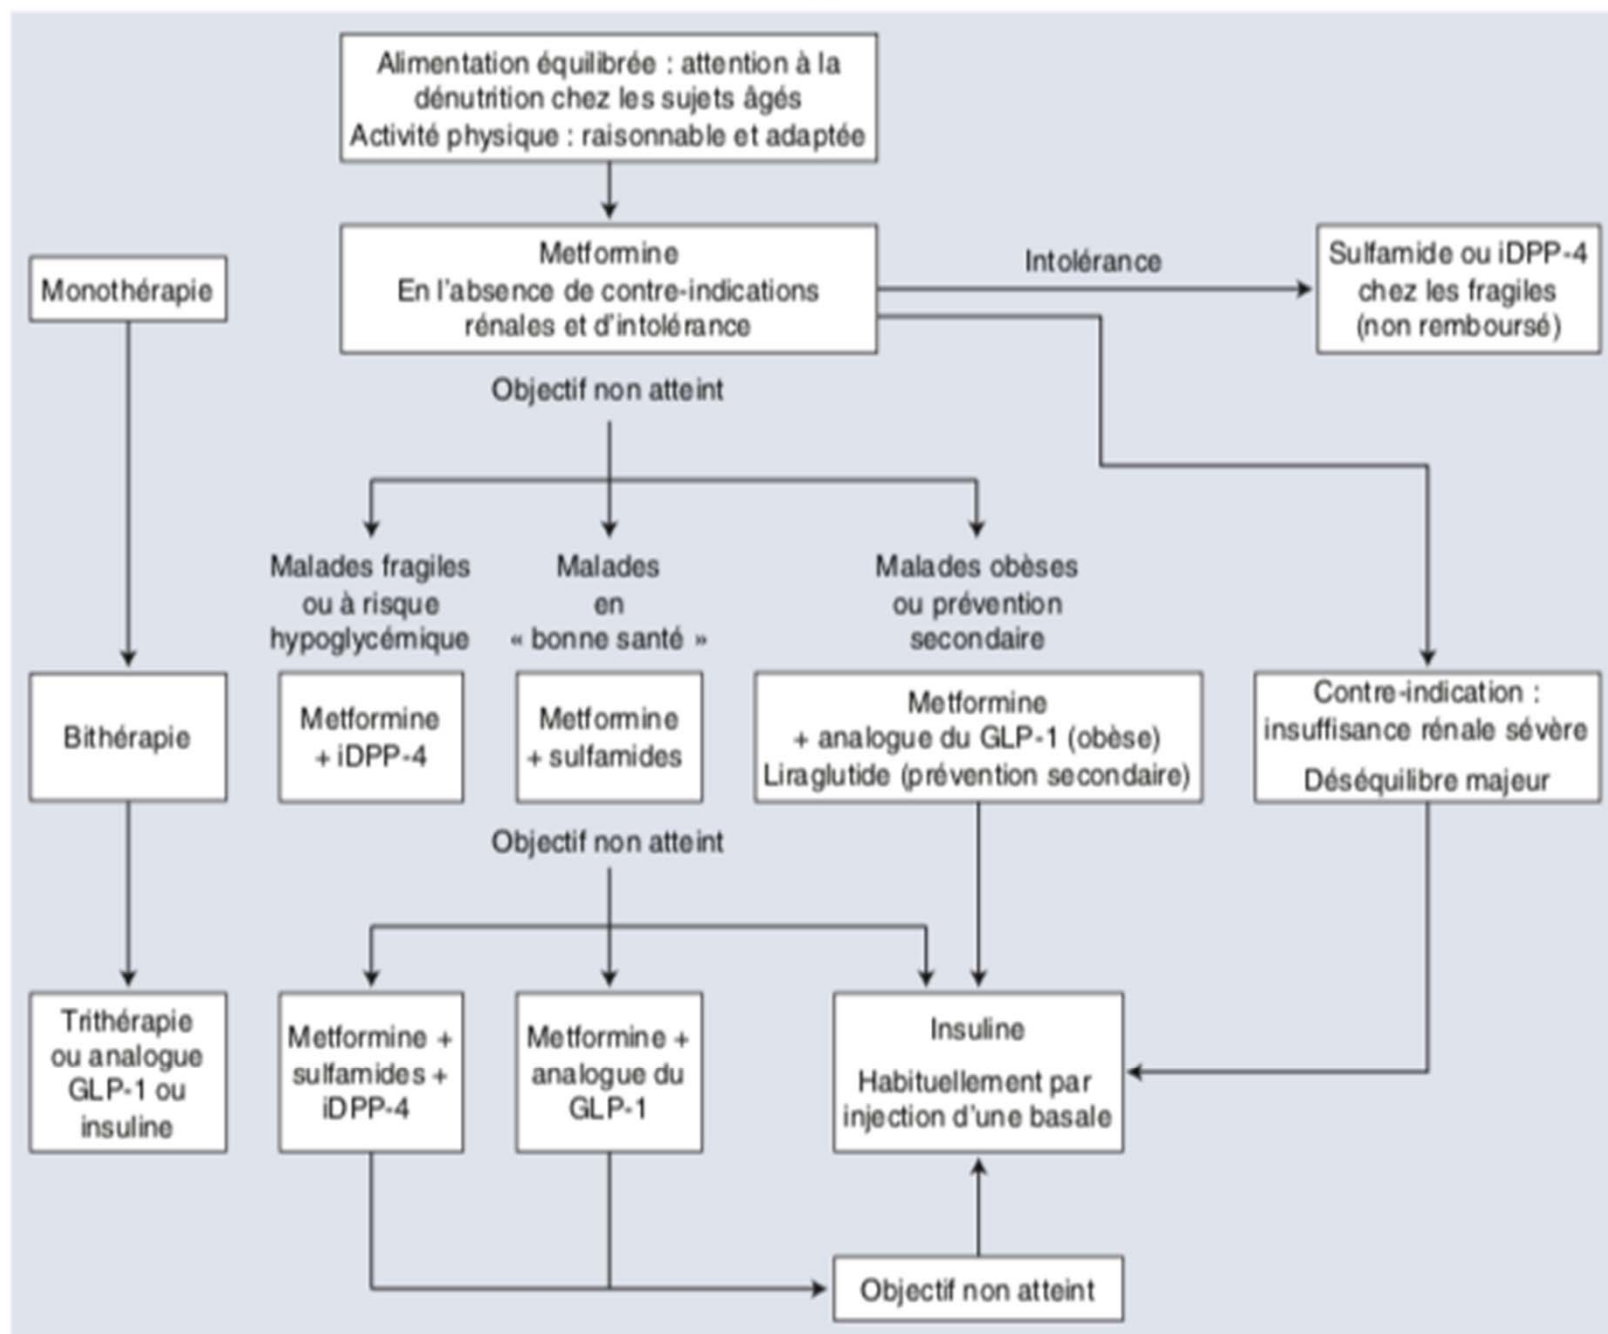 Alimentation équilibrée : attention à la
dénutrition chez les sujets âgés
Activité physique : raisonnable et adaptée
Monothérapie
Metformine
En l'absence de contre-indications
rénales et d'intolérance
Intolérance
Sulfamide ou iDPP-4
chez les fragiles
(non remboursé)
Objectif non atteint
Malades fragiles
ou à risque
hypoglycémique
Malades
en
« bonne santé »
Malades obèses
ou prévention
secondaire
Bithérapie
Metformine
+ iDPP-4
Metformine
+ sulfamides
Metformine
+ analogue du GLP-1 (obèse)
Liraglutide (prévention secondaire)
Contre-indication :
insuffisance rénale sévère
Déséquilibre majeur
Objectif non atteint
Trithérapie
ou analogue
GLP-1 ou
insuline
Metformine +
sulfamides +
iDPP-4
Metformine +
analogue du
GLP-1
Insuline
Habituellement par
injection d'une basale
Objectif non atteint